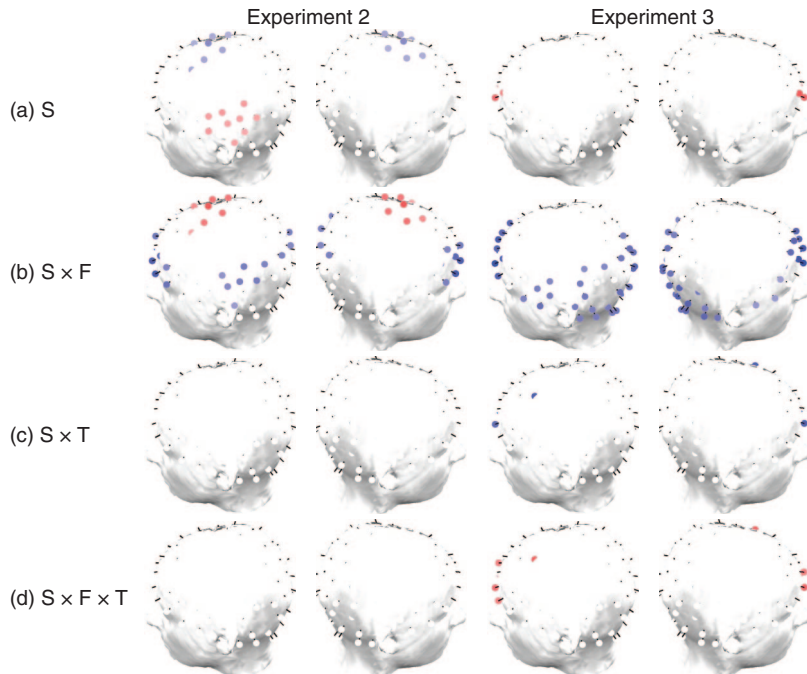 Experiment 2
Experiment 3
(a) S
(b) S × F
(c) S × T
(d) S × F × T